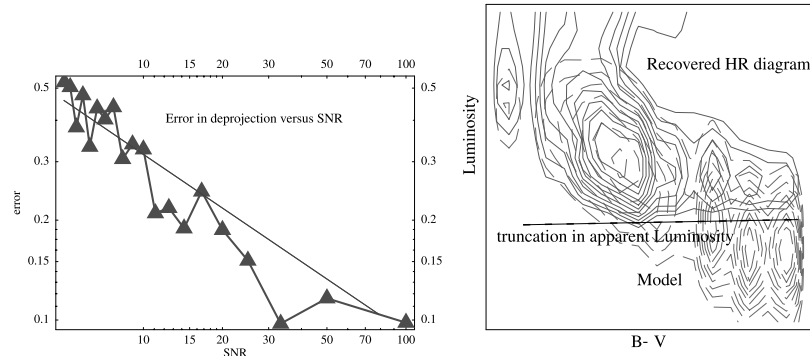 10 15 20 30 50 70 100
0.5 0.5
Error in deprojection versus SNR
0.3 0.3
error
0.2 0.2
0.15 0.15
0.1 0.1
10 15 20 30 50 70 100
SNR
Recovered HR diagram
Luminosity
truncation in apparent Luminosity
Model
B- V